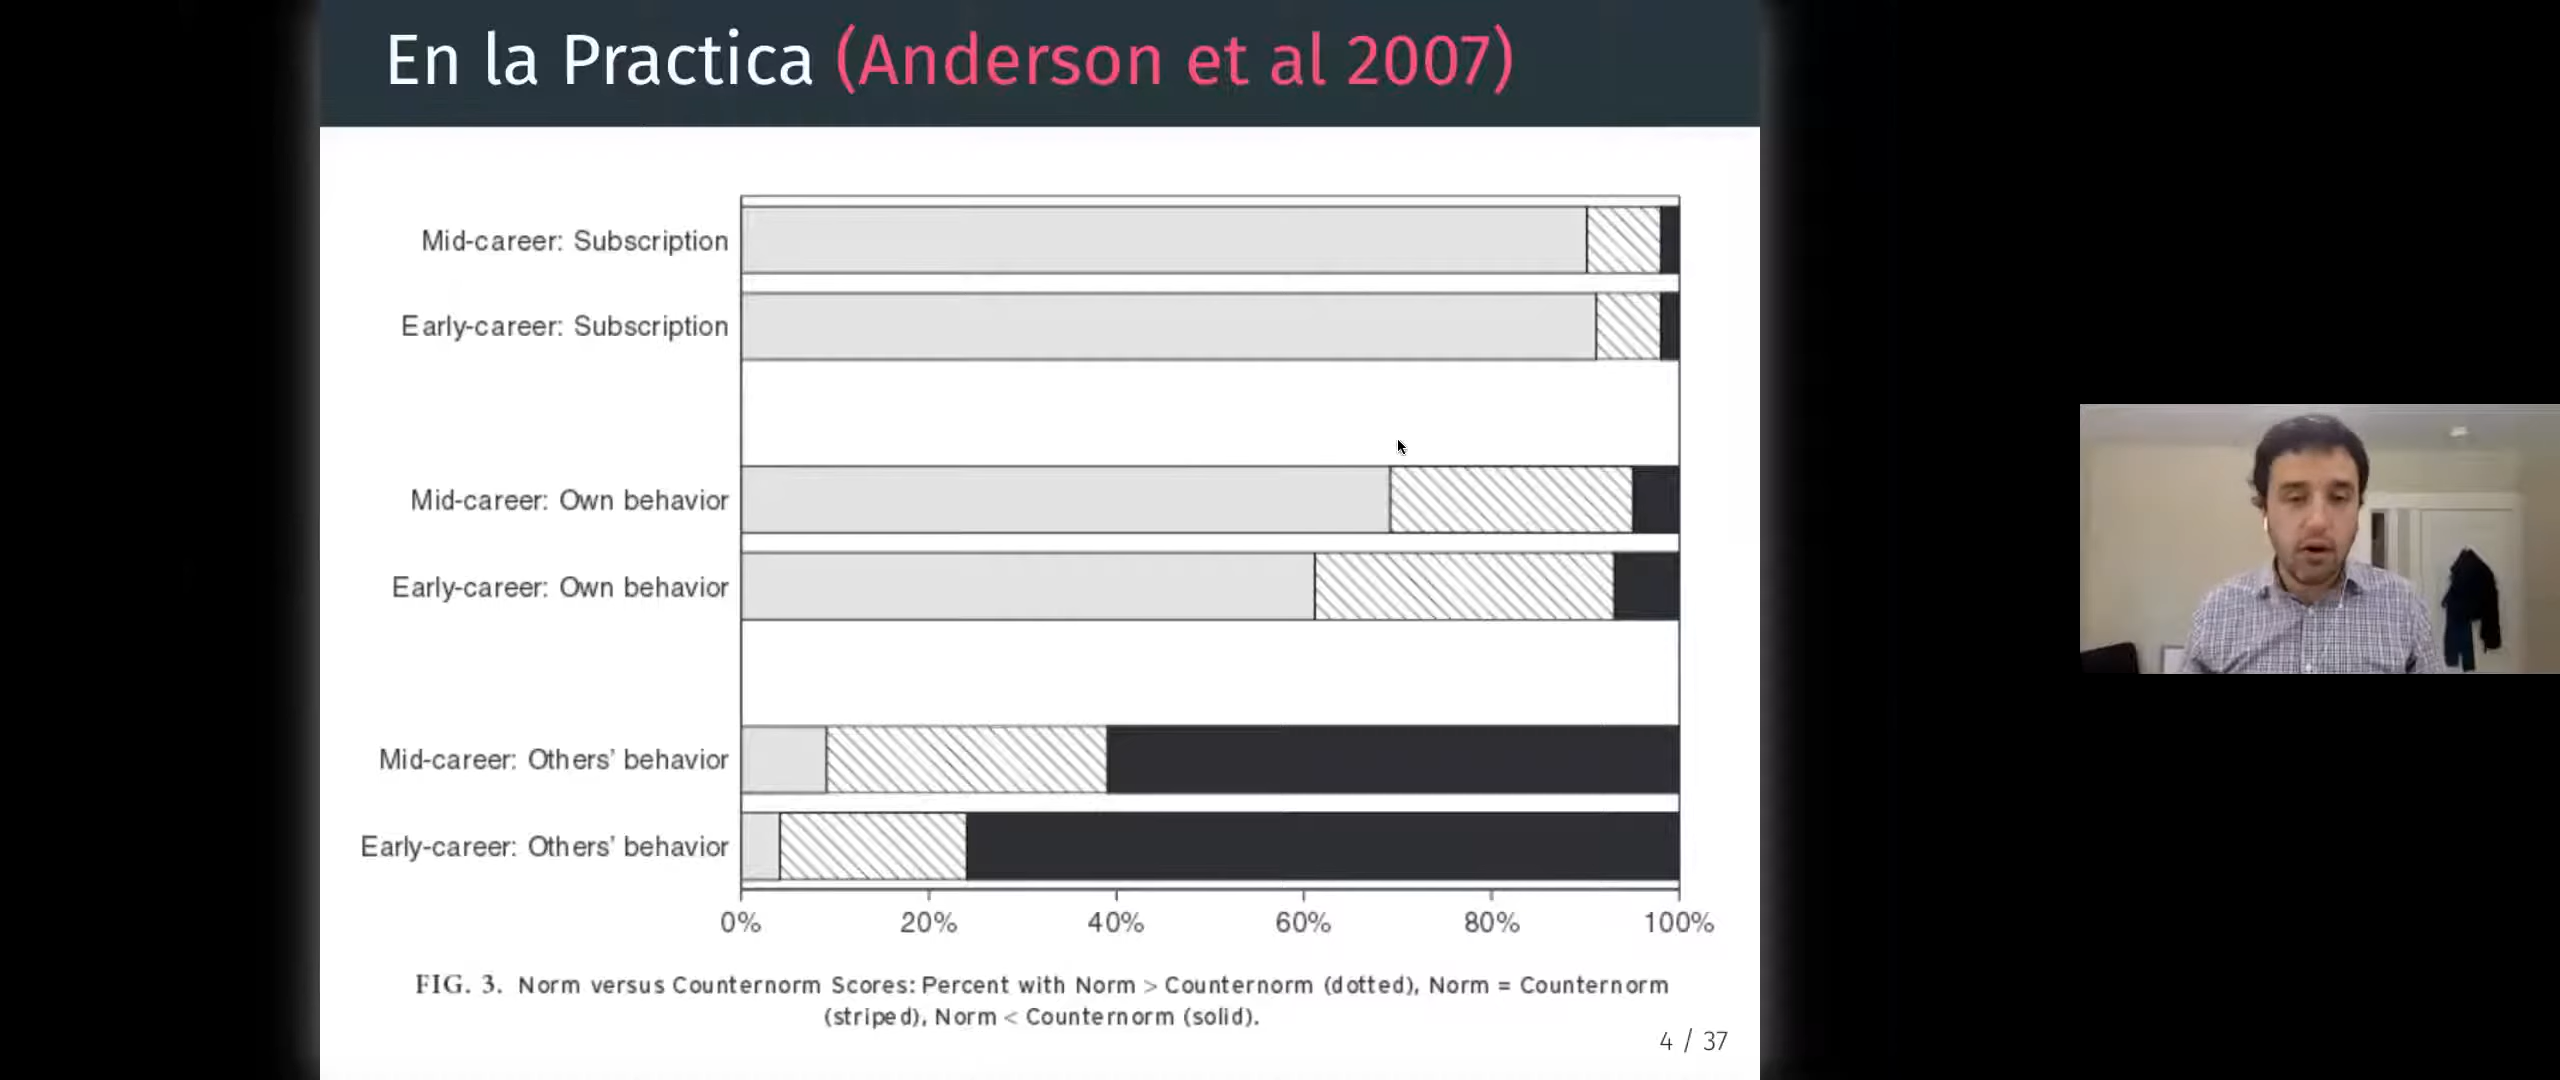 En la Practica (Anderson et al 2007)
Mid-career: Subscription
Early-career: Subscription
Mid-career: Own behavior
Early-career: Own behavior
Mid-career: Others' behavior
Early-career: Others' behavior
0% 20% 40% 60% 80% 100%
FIG. 3. Norm versus Counternorm Scores: Percent with Norm > Counternorm (dotted), Norm = Counternorm
(striped), Norm < Counternorm (solid).
4 / 37